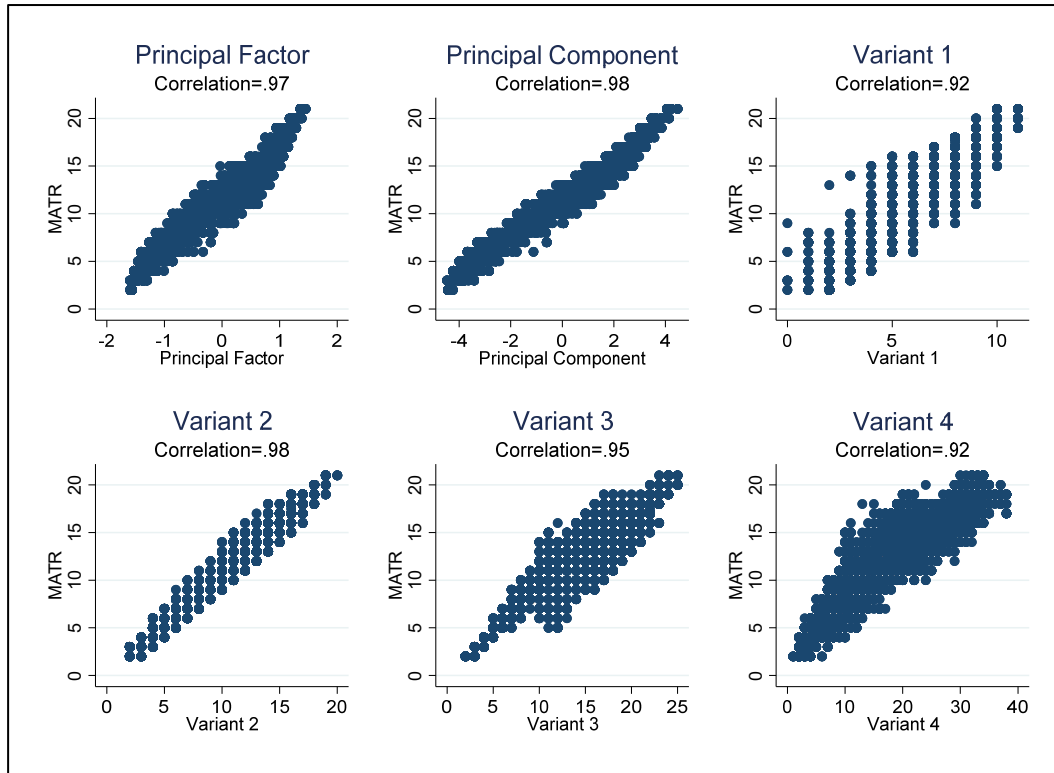 Principal Factor
Correlation=.97
MATR
20
15
10
5
0
-2
-1
0
1
2
Principal Factor
Principal Component
Correlation=.98
MATR
20
15
10
5
0
-4
-2
0
2
4
Principal Component
Variant 1
Correlation=.92
MATR
20
15
10
5
0
0
5
10
Variant 1
Variant 2
Correlation=.98
MATR
20
15
10
5
0
0
5
10
15
20
Variant 2
Variant 3
Correlation=.95
MATR
20
15
10
5
0
0
5
10
15
20
25
Variant 3
Variant 4
Correlation=.92
MATR
20
15
10
5
0
0
10
20
30
40
Variant 4